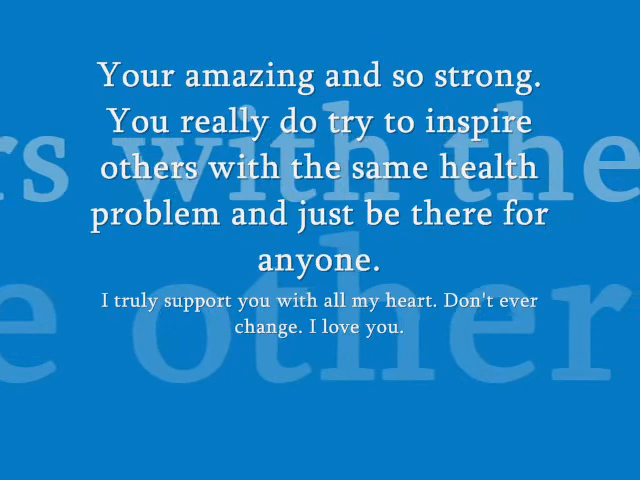 Your amazing and so strong.
You really do try to inspire
others with the same health
problem and just be there for
anyone.
I truly support you with all my heart. Don't ever
change. I love you.
rs with the
e other